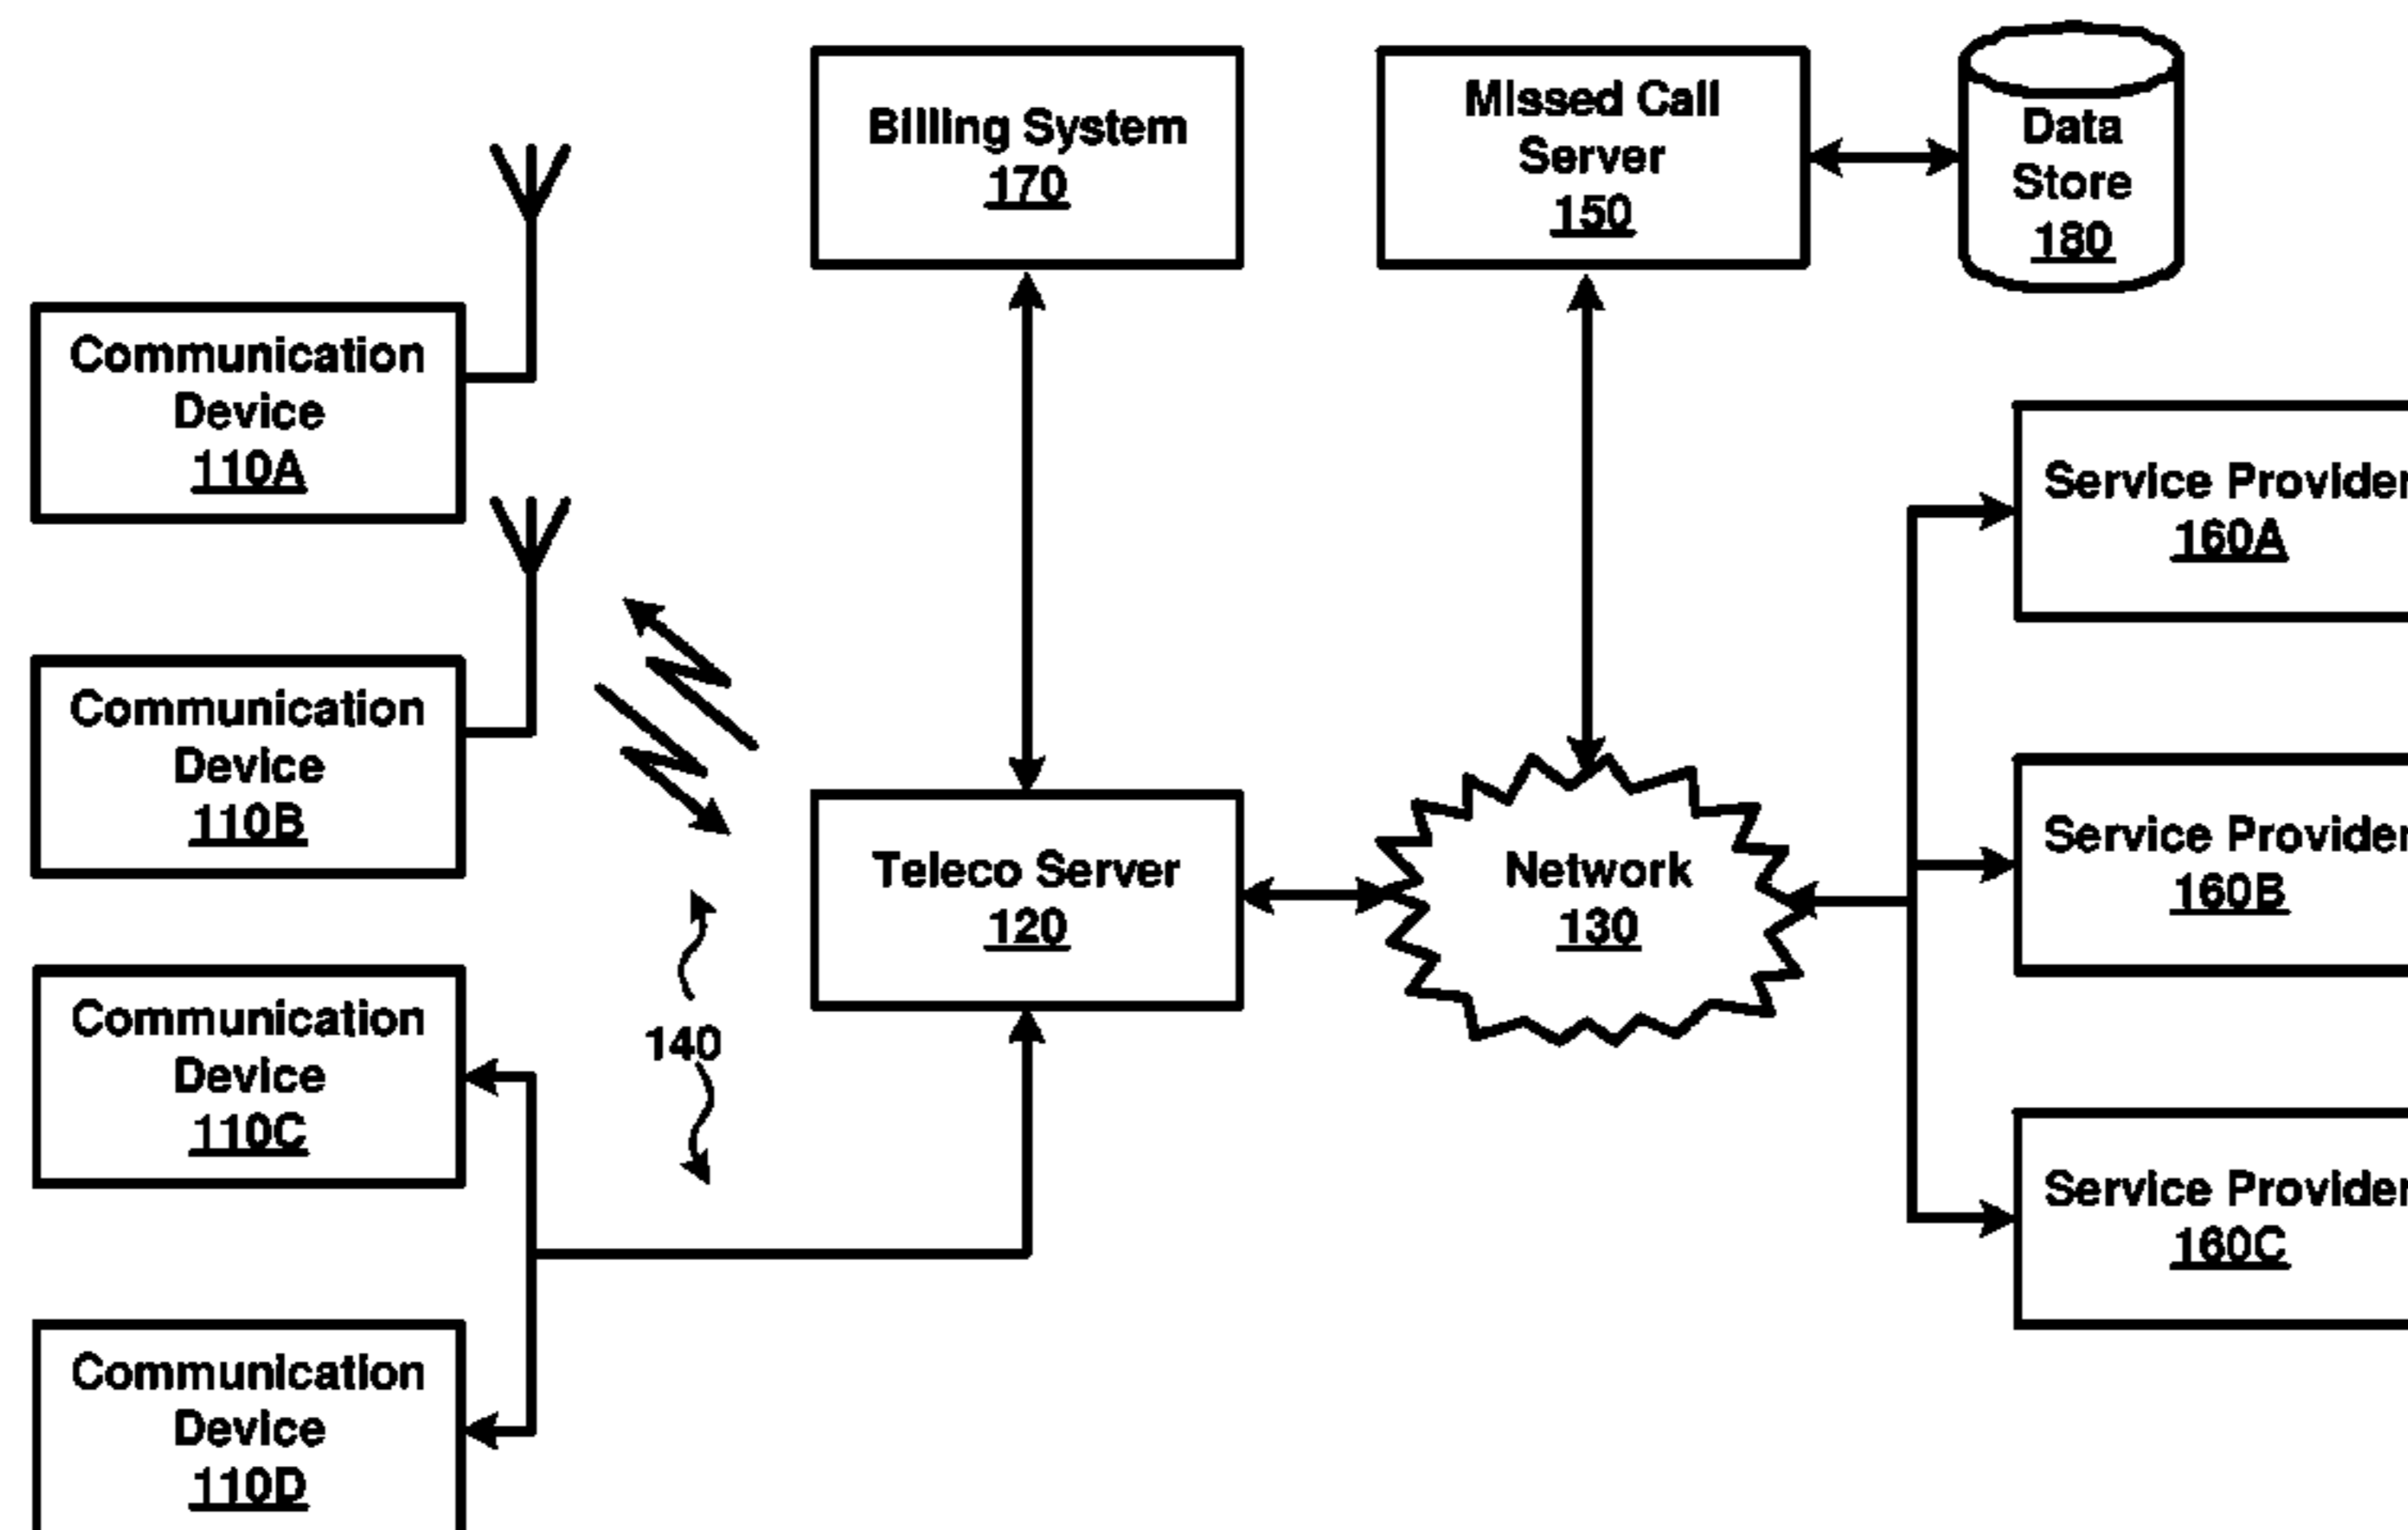 Billing System
170
Missed Call
Server
150
Data
Store
180
Communication
Device
110A
Service Provider
160A
Communication
Device
110B
Teleco Server
120
Network
130
Service Provider
160B
Communication
Device
110C
140
Service Provider
160C
Communication
Device
110D